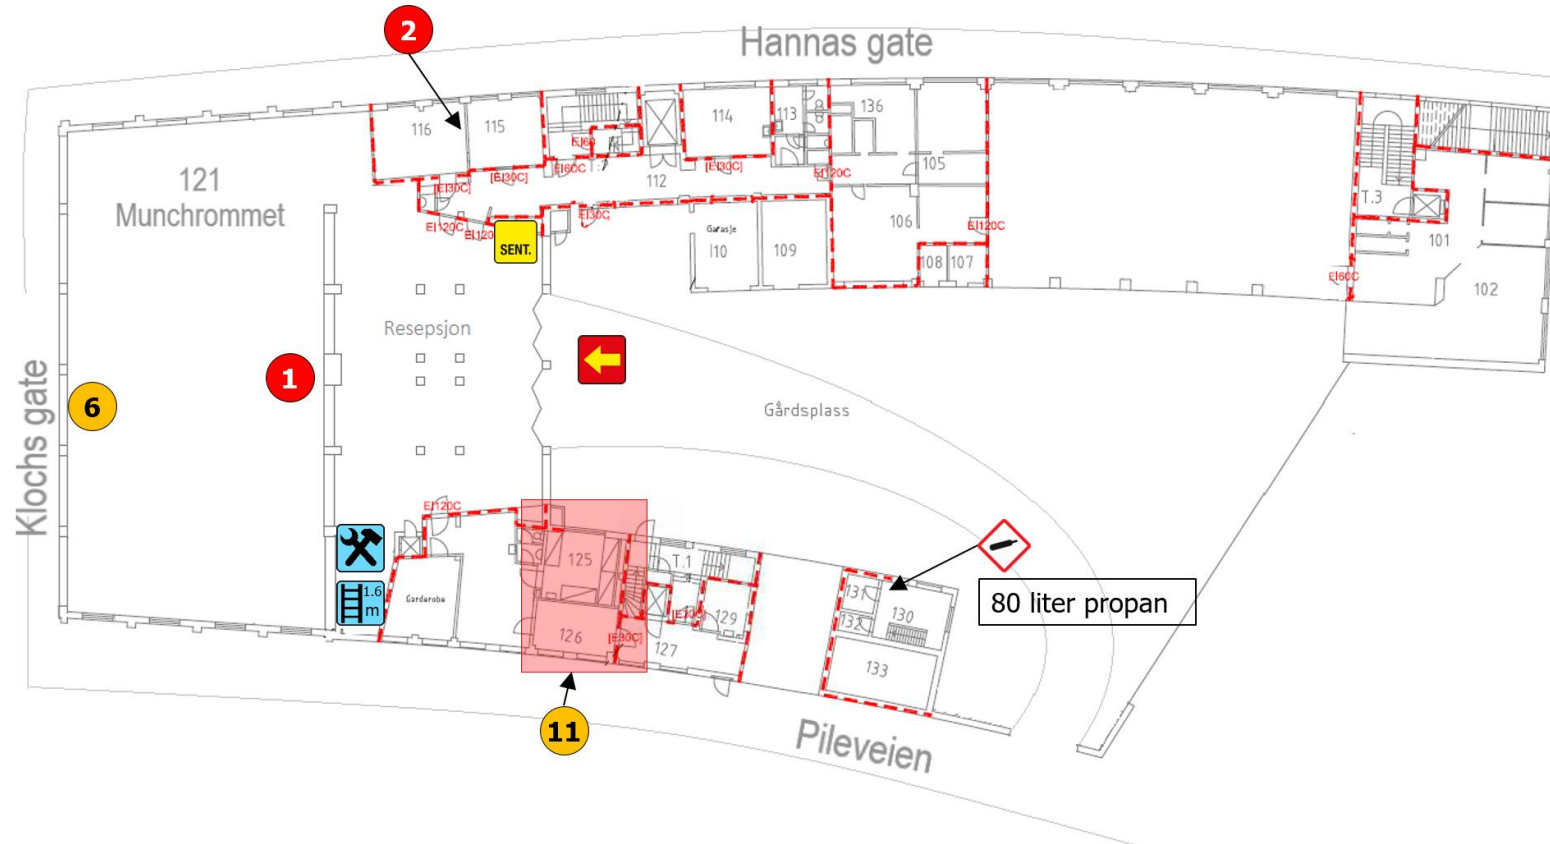 2
Hannas gate
116
115
114
113
136
105
EI60
EI60C
[EI30C]
[EI30C]
[EI30C]
EI120C
112
121
Munchrommet
T.3
101
102
EI60C
EI120C
EI30C
106
108
107
Garasje
110
109
EI120C
SENT.
Resepsjon
1
6
Klochs gate
Gårdsplass
EI120C
125
T.1
1.6
m
Garderobe
126
127
129
131
132
130
133
80 liter propan
11
Pileveien